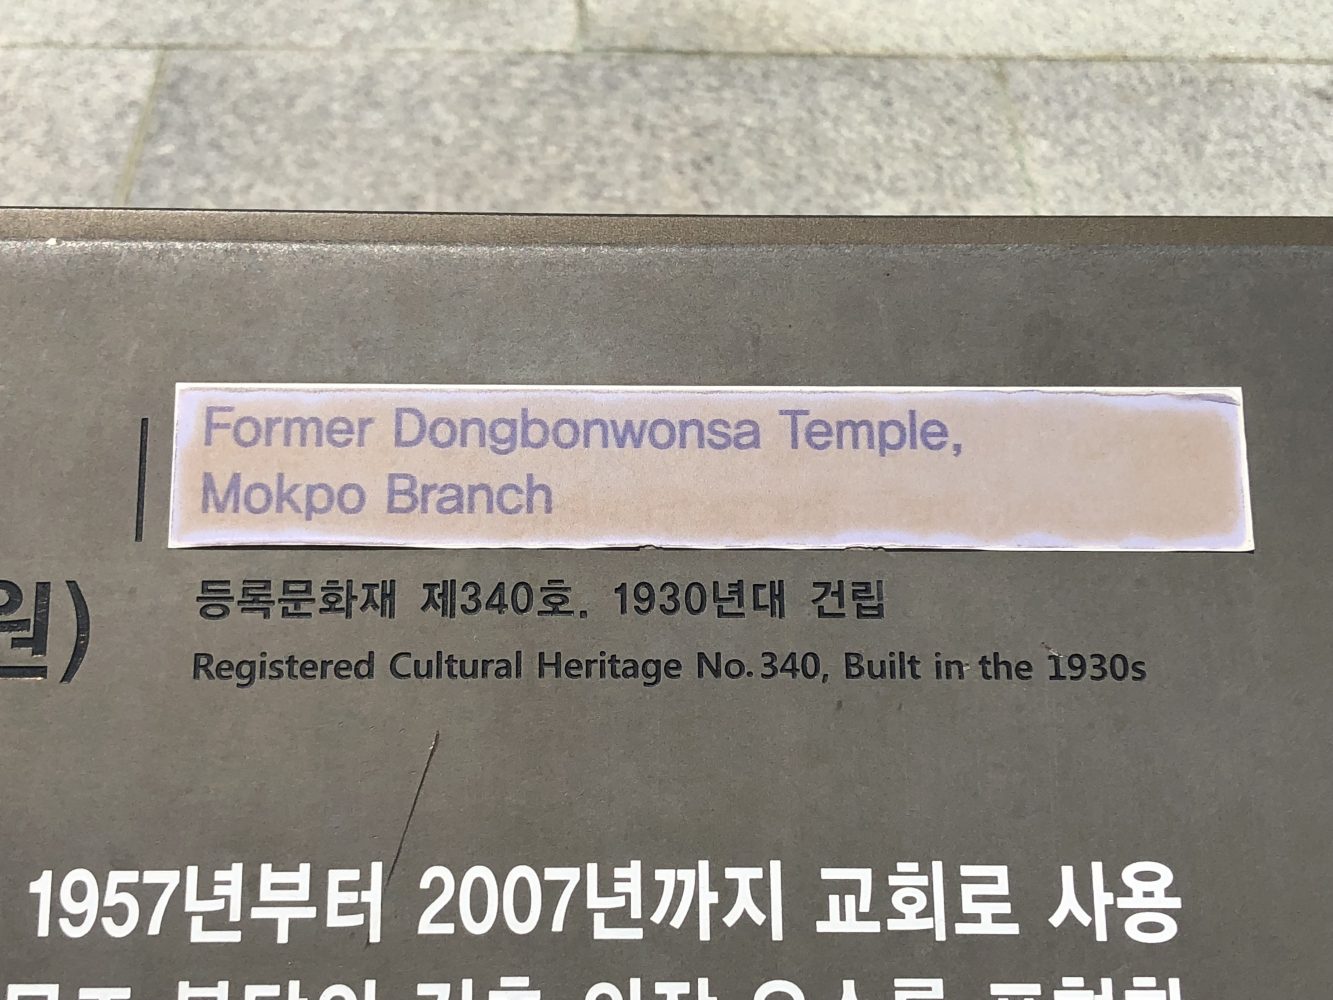 Former Dongbonwonsa Temple,
Mokpo Branch
원)
등록문화재 제340호. 1930년대 건립
Registered Cultural Heritage No.340, Built in the 1930s
1957년부터 2007년까지 교회로 사용